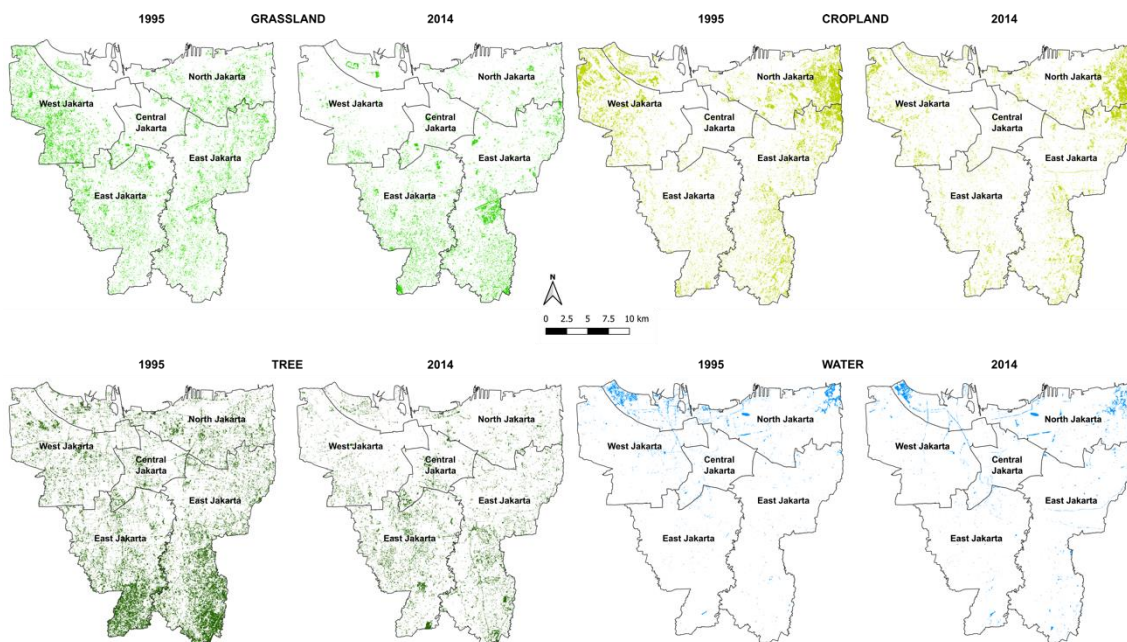 1995 GRASSLAND 2014 1995 CROPLAND 2014
North Jakarta
West Jakarta
Central
Jakarta
East Jakarta
East Jakarta
North Jakarta
West Jakarta
Central
Jakarta
East Jakarta
East Jakarta
North Jakarta
West Jakarta
Central
Jakarta
East Jakarta
East Jakarta
North Jakarta
West Jakarta
Central
Jakarta
East Jakarta
East Jakarta
N
0 2.5 5 7.5 10 km
1995 TREE 2014 1995 WATER 2014
North Jakarta
West Jakarta
Central
Jakarta
East Jakarta
East Jakarta
North Jakarta
West Jakarta
Central
Jakarta
East Jakarta
East Jakarta
North Jakarta
West Jakarta
Central
Jakarta
East Jakarta
East Jakarta
North Jakarta
West Jakarta
Central
Jakarta
East Jakarta
East Jakarta